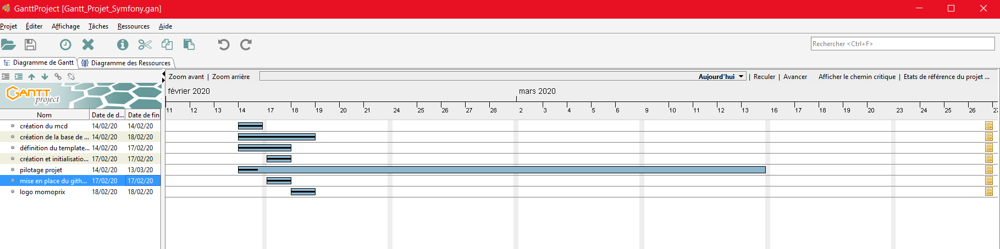 GanttProject [Gantt_Projet_Symfony.gan]
Projet Éditer Affichage Tâches Ressources Aide
Rechercher <Ctrl+F>
Diagramme de Gantt Diagramme des Ressources
Zoom avant | Zoom arrière Aujourd'hui | Reculer | Avancer Afficher le chemin critique | Etats de référence du projet ...
GANTT project
février 2020 mars 2020
11 12 13 14 17 18 19 20 21 24 25 26 27 28 2 3 4 5 6 9 10 11 12 13 16 17 18 19 20 23 24 25 26 27
Nom Date de d... Date de fin
création du mcd 14/02/20 14/02/20
création de la base de ... 14/02/20 18/02/20
définition du template... 14/02/20 17/02/20
création et initialisatio... 17/02/20 17/02/20
pilotage projet 14/02/20 13/03/20
mise en place du gith... 17/02/20 17/02/20
logo momoprix 18/02/20 18/02/20